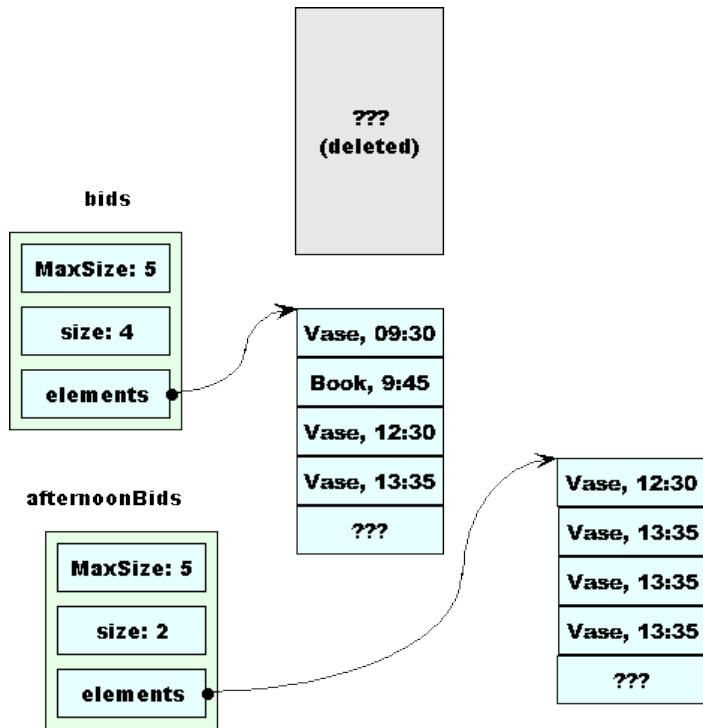 ???
(deleted)
bids
MaxSize: 5
size: 4
elements
Vase, 09:30
Book, 9:45
Vase, 12:30
Vase, 13:35
???
afternoonBids
MaxSize: 5
size: 2
elements
Vase, 12:30
Vase, 13:35
Vase, 13:35
Vase, 13:35
???